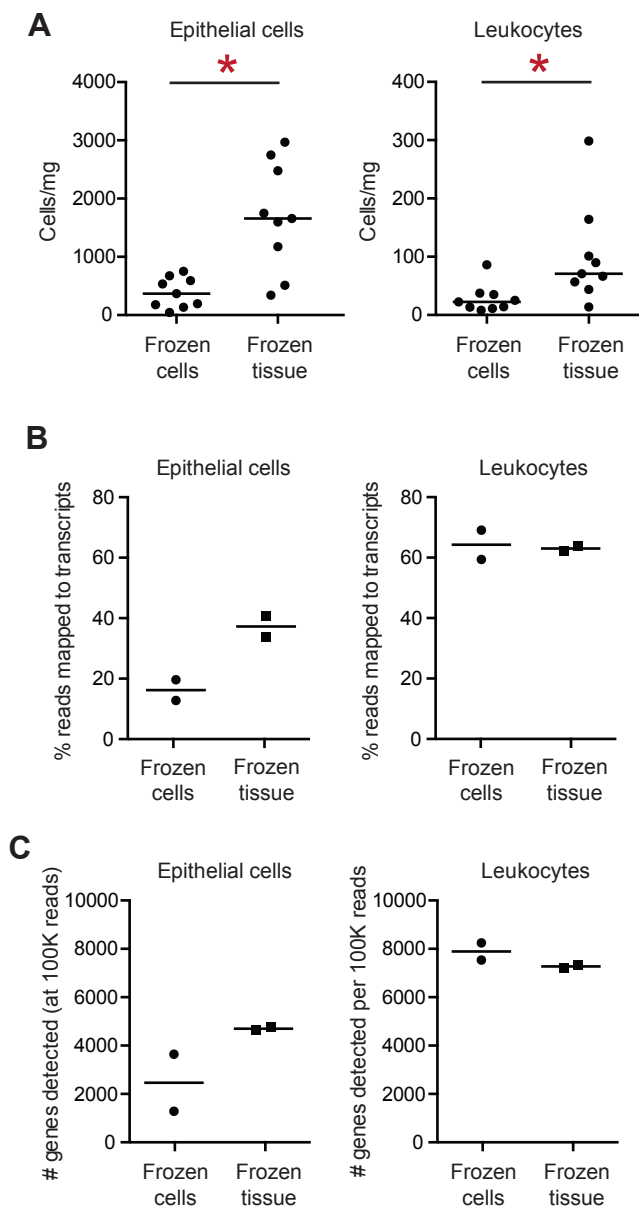 A
Epithelial cells
Leukocytes
*
*
Cells/mg
4000
3000
2000
1000
0
Frozen
cells
Frozen
tissue
Cells/mg
400
300
200
100
0
Frozen
cells
Frozen
tissue
B
Epithelial cells
Leukocytes
% reads mapped to transcripts
80
60
40
20
0
Frozen
cells
Frozen
tissue
% reads mapped to transcripts
80
60
40
20
0
Frozen
cells
Frozen
tissue
C
Epithelial cells
Leukocytes
# genes detected (at 100K reads)
10000
8000
6000
4000
2000
0
Frozen
cells
Frozen
tissue
# genes detected per 100K reads
10000
8000
6000
4000
2000
0
Frozen
cells
Frozen
tissue